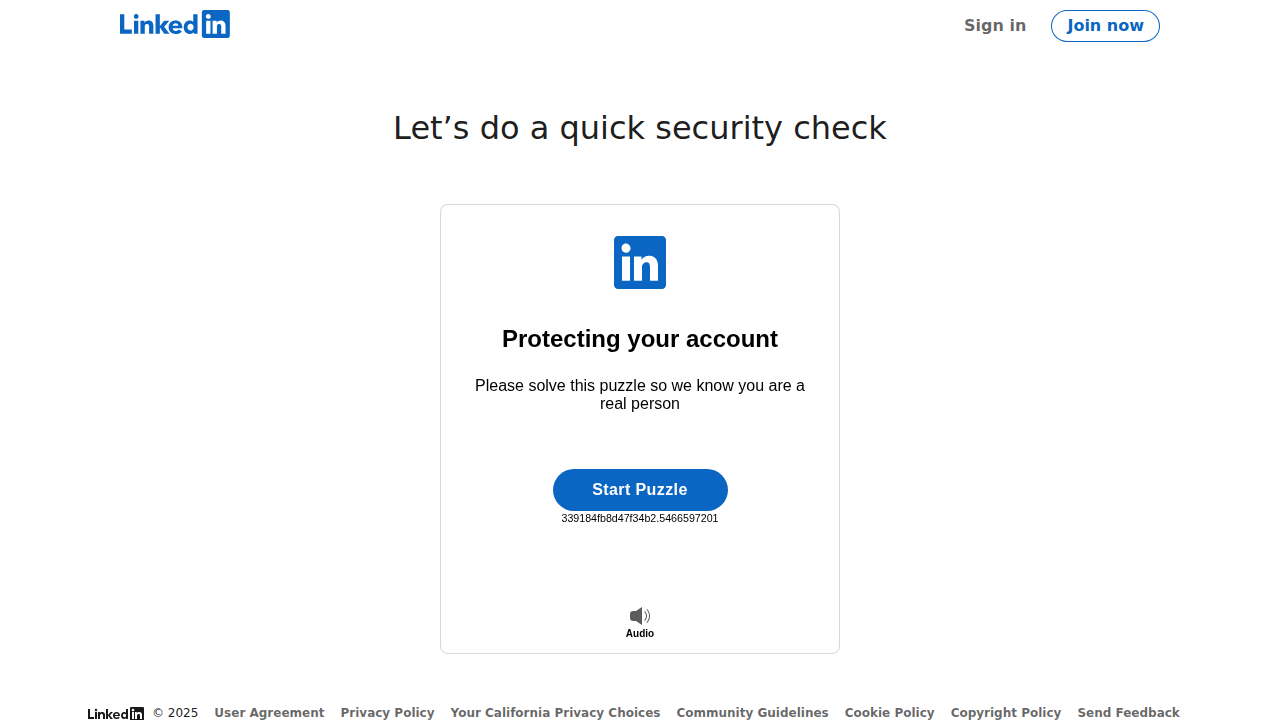 LinkedIn
Sign in
Join now
Let’s do a quick security check
in
Protecting your account
Please solve this puzzle so we know you are a
real person
Start Puzzle
339184fb8d47f34b2.5466597201
Audio
LinkedIn © 2025 User Agreement Privacy Policy Your California Privacy Choices Community Guidelines Cookie Policy Copyright Policy Send Feedback